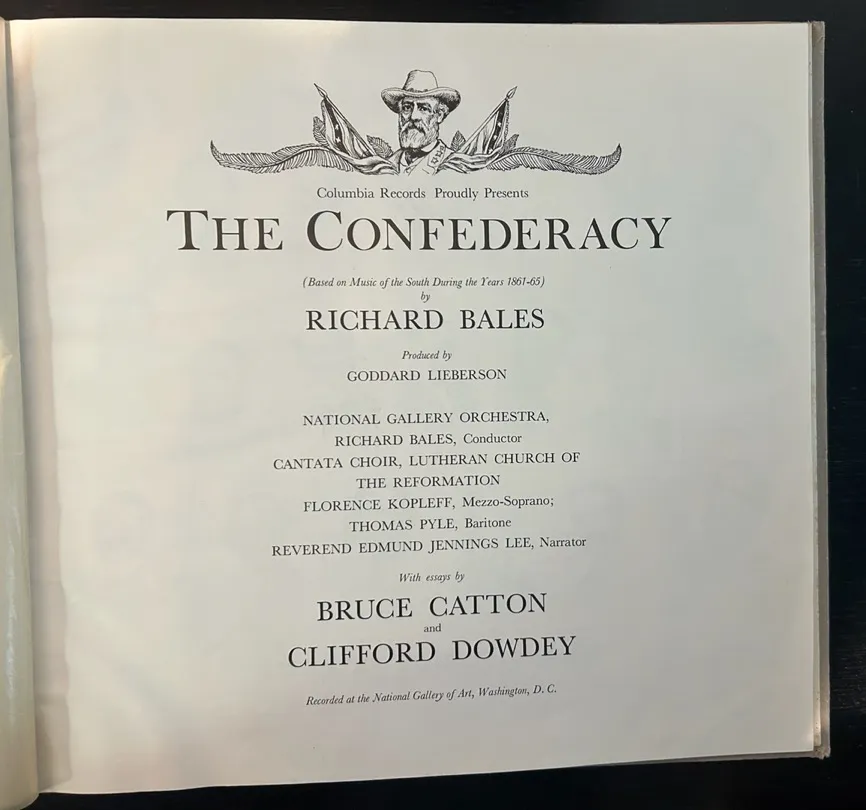 Columbia Records Proudly Presents
THE CONFEDERACY
(Based on Music of the South During the Years 1861-65)
by
RICHARD BALES
Produced by
GODDARD LIEBERSON
NATIONAL GALLERY ORCHESTRA,
RICHARD BALES, Conductor
CANTATA CHOIR, LUTHERAN CHURCH OF
THE REFORMATION
FLORENCE KOPLEFF, Mezzo-Soprano;
THOMAS PYLE, Baritone
REVEREND EDMUND JENNINGS LEE, Narrator
With essays by
BRUCE CATTON
and
CLIFFORD DOWDEY
Recorded at the National Gallery of Art, Washington, D. C.